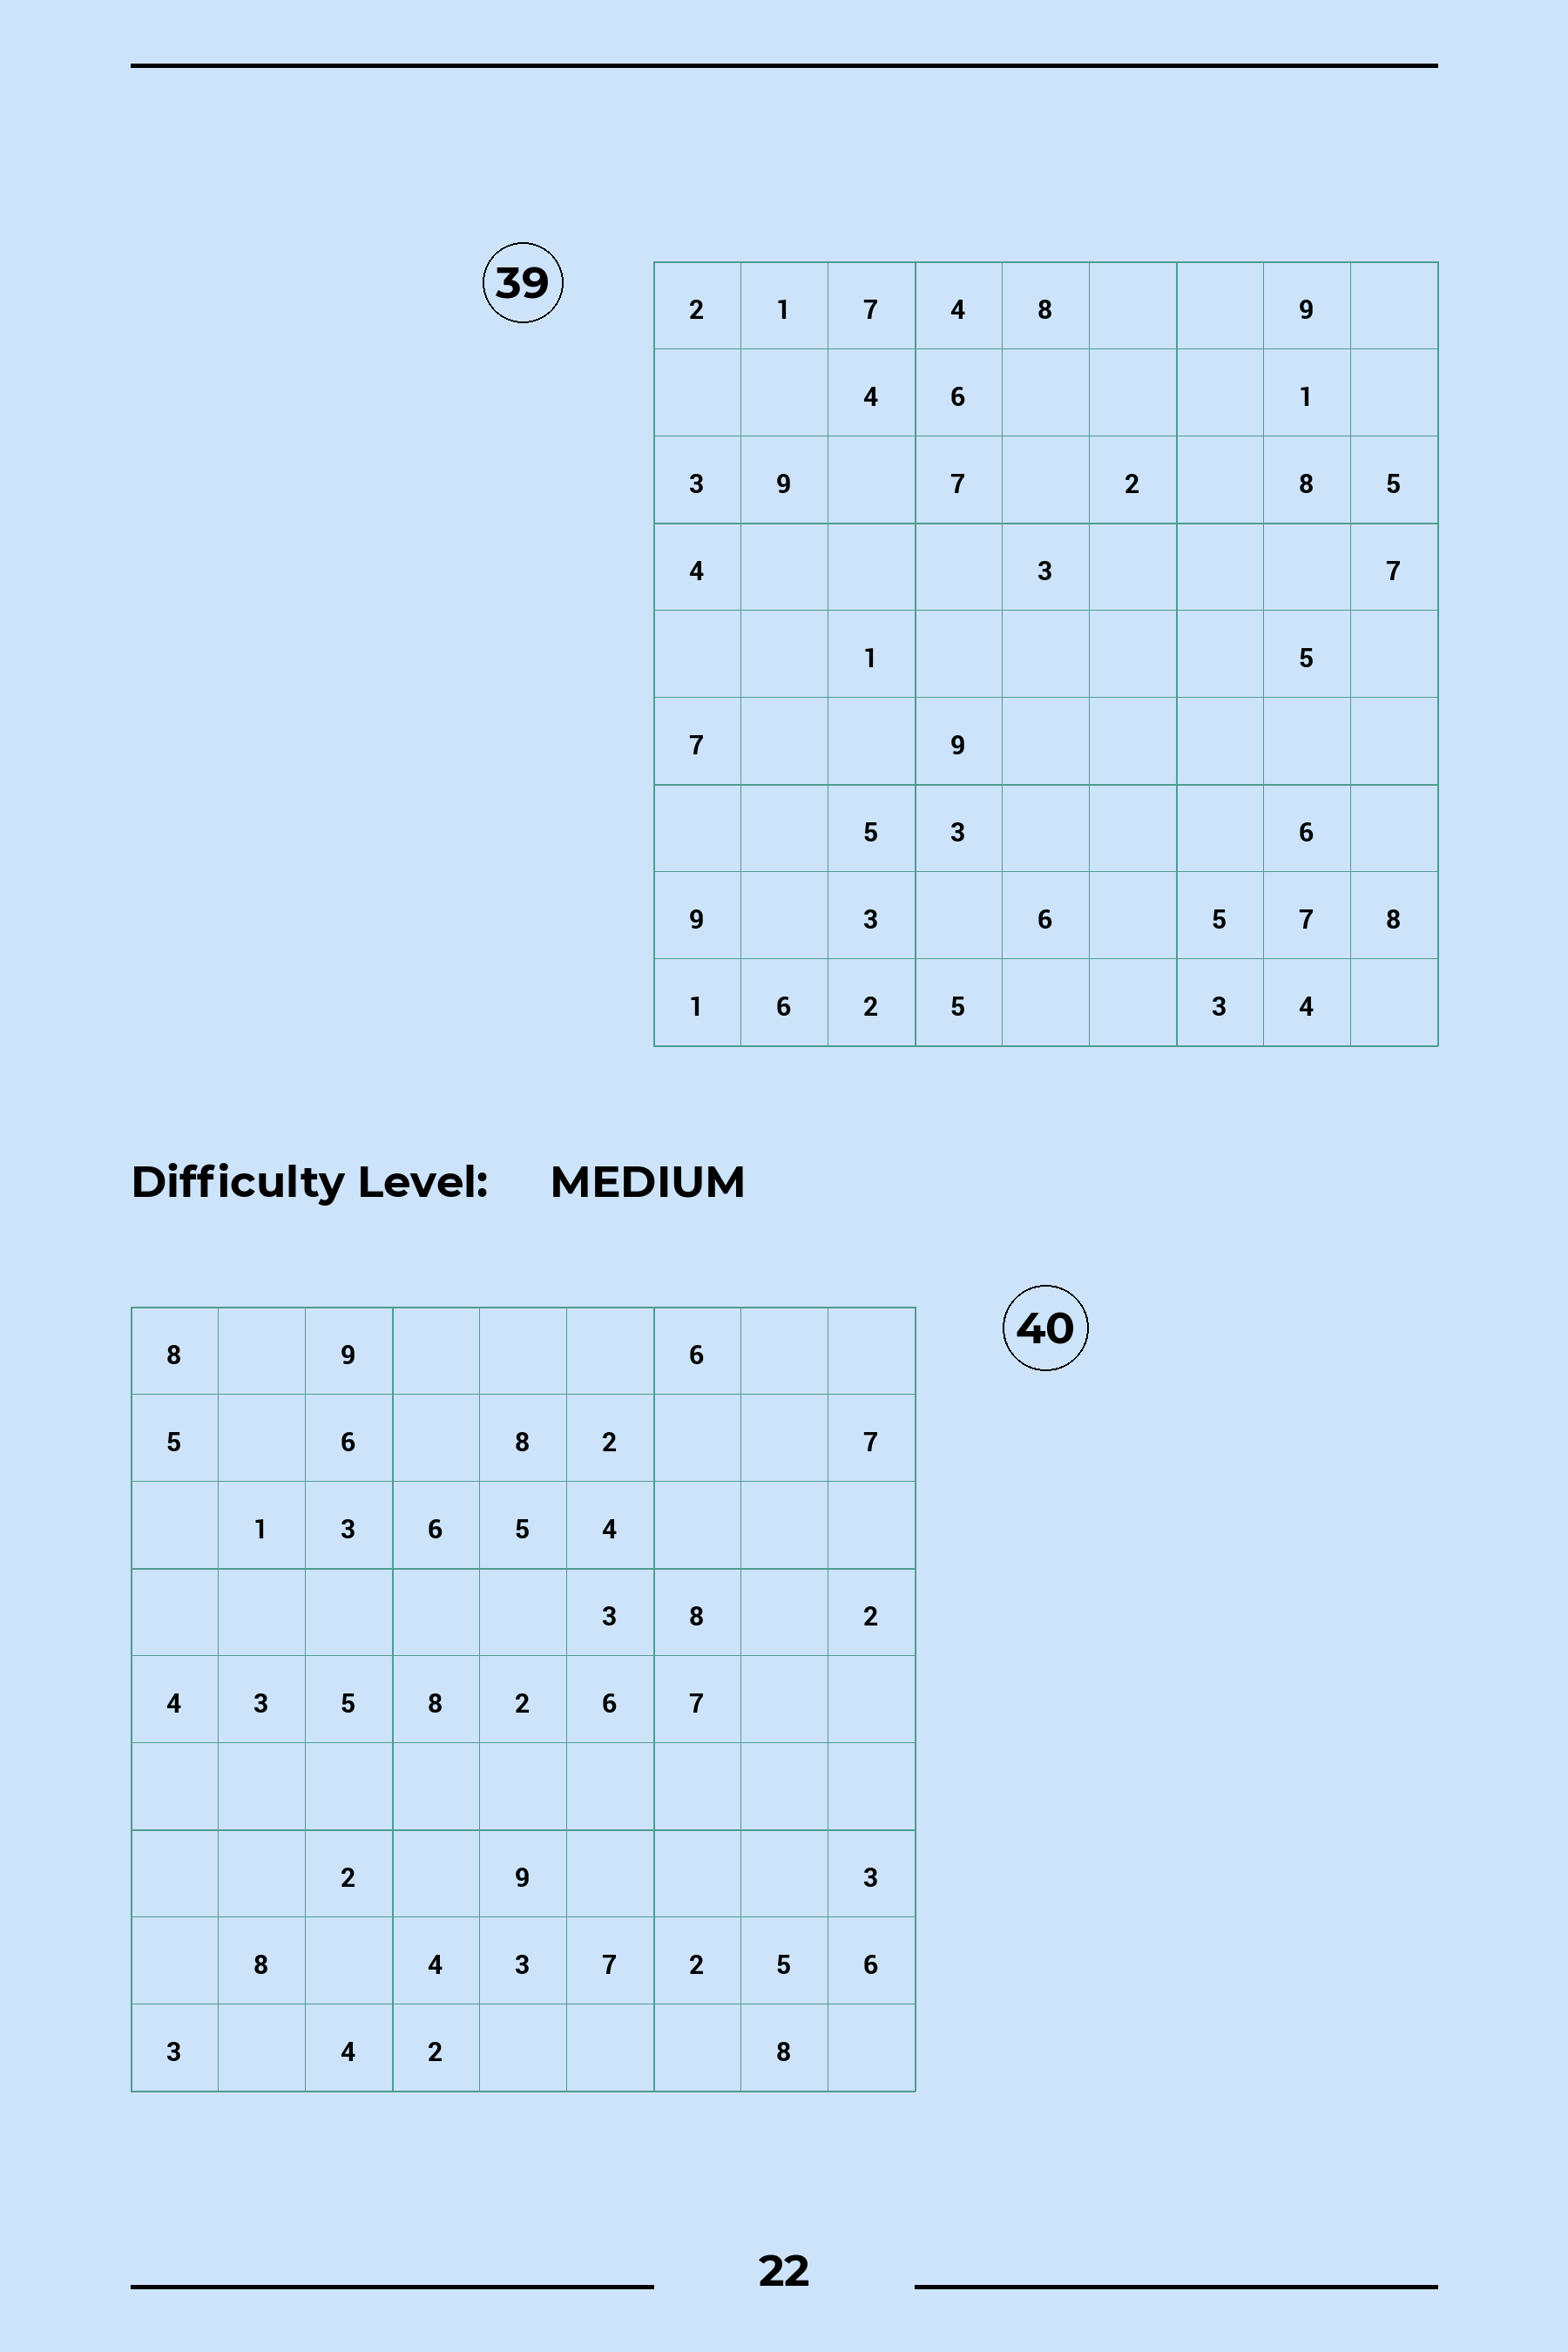 39
2 1 7 4 8 9
4 6 1
3 9 7 2 8 5
4 3 7
1 5
7 9
5 3 6
9 3 6 5 7 8
1 6 2 5 3 4
Difficulty Level: MEDIUM
40
8 9 6
5 6 8 2 7
1 3 6 5 4
3 8 2
4 3 5 8 2 6 7
2 9 3
8 4 3 7 2 5 6
3 4 2 8
22